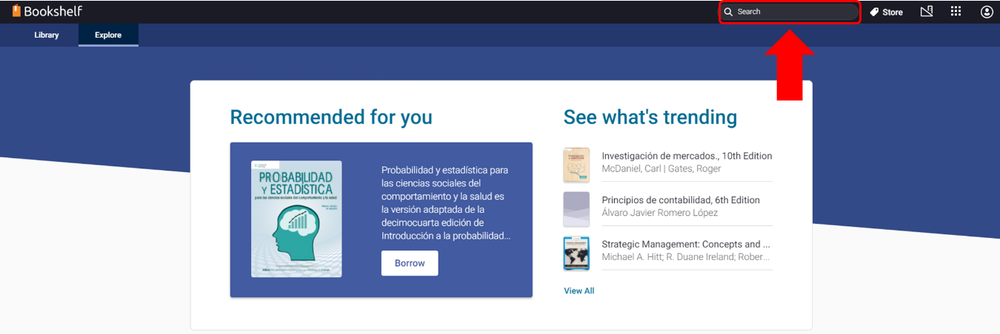 Bookshelf
Search
Store
Library
Explore
Recommended for you
PROBABILIDAD
Y ESTADÍSTICA
para las ciencias sociales del comportamiento y la salud
Probabilidad y estadística para
las ciencias sociales del
comportamiento y la salud es
la versión adaptada de la
decimocuarta edición de
Introducción a la probabilidad...
Borrow
See what's trending
Investigación de mercados., 10th Edition
McDaniel, Carl | Gates, Roger
Principios de contabilidad, 6th Edition
Álvaro Javier Romero López
Strategic Management: Concepts and ...
Michael A. Hitt; R. Duane Ireland; Rober...
View All